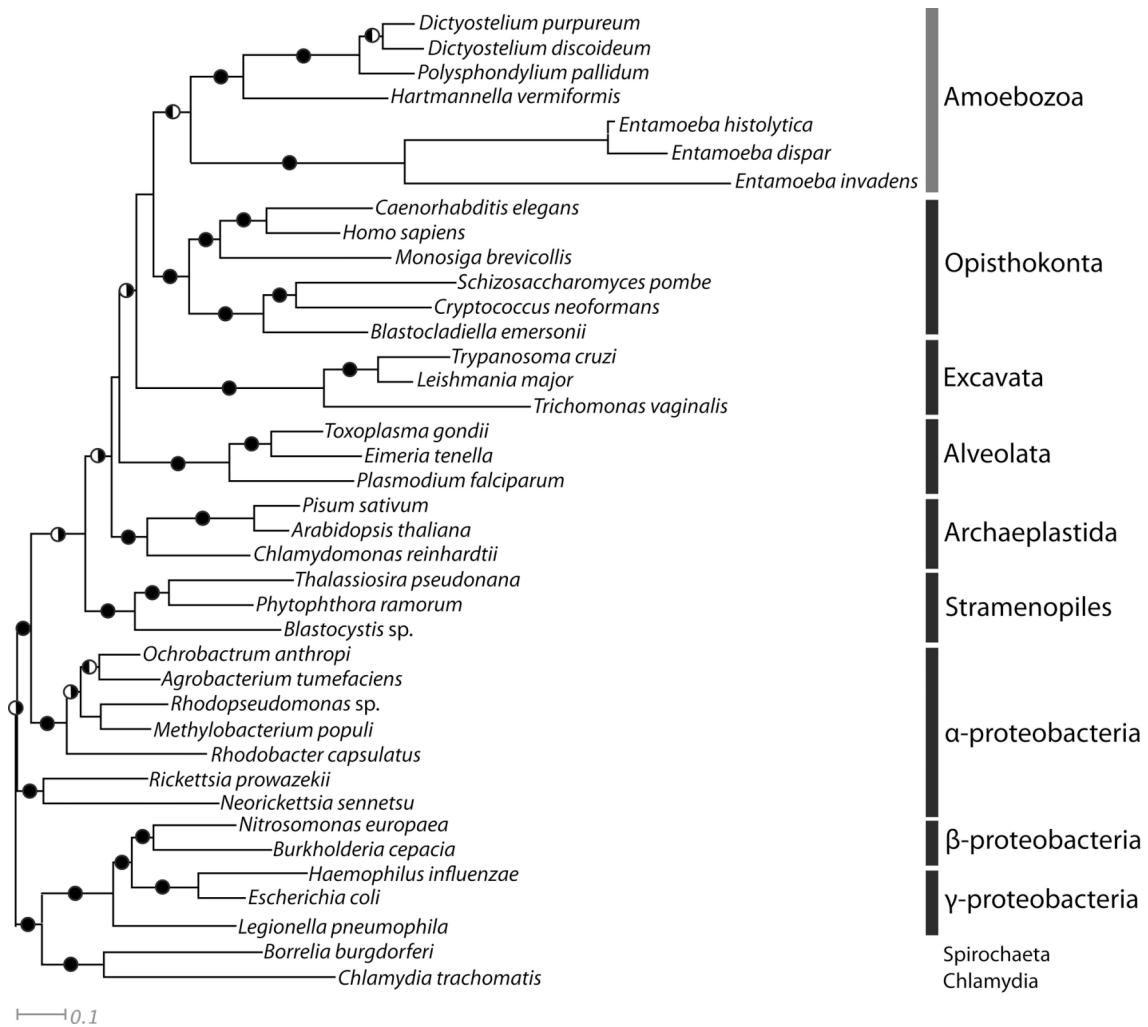 Dictyostelium purpureum
Dictyostelium discoideum
Polysphondylium pallidum
Hartmannella vermiformis
Amoebozoa
Entamoeba histolytica
Entamoeba dispar
Entamoeba invadens
Caenorhabditis elegans
Homo sapiens
Monosiga brevicollis
Opisthokonta
Schizosaccharomyces pombe
Cryptococcus neoformans
Blastocladiella emersonii
Trypanosoma cruzi
Leishmania major
Excavata
Trichomonas vaginalis
Toxoplasma gondii
Eimeria tenella
Alveolata
Plasmodium falciparum
Pisum sativum
Arabidopsis thaliana
Archaeplastida
Chlamydomonas reinhardtii
Thalassiosira pseudonana
Phytophthora ramorum
Stramenopiles
Blastocystis sp.
Ochrobactrum anthropi
Agrobacterium tumefaciens
Rhodopseudomonas sp.
Methylobacterium populi
α-proteobacteria
Rhodobacter capsulatus
Rickettsia prowazekii
Neorickettsia sennetsu
Nitrosomonas europaea
β-proteobacteria
Burkholderia cepacia
Haemophilus influenzae
Escherichia coli
γ-proteobacteria
Legionella pneumophila
Borrelia burgdorferi
Spirochaeta
Chlamydia trachomatis
Chlamydia
0.1